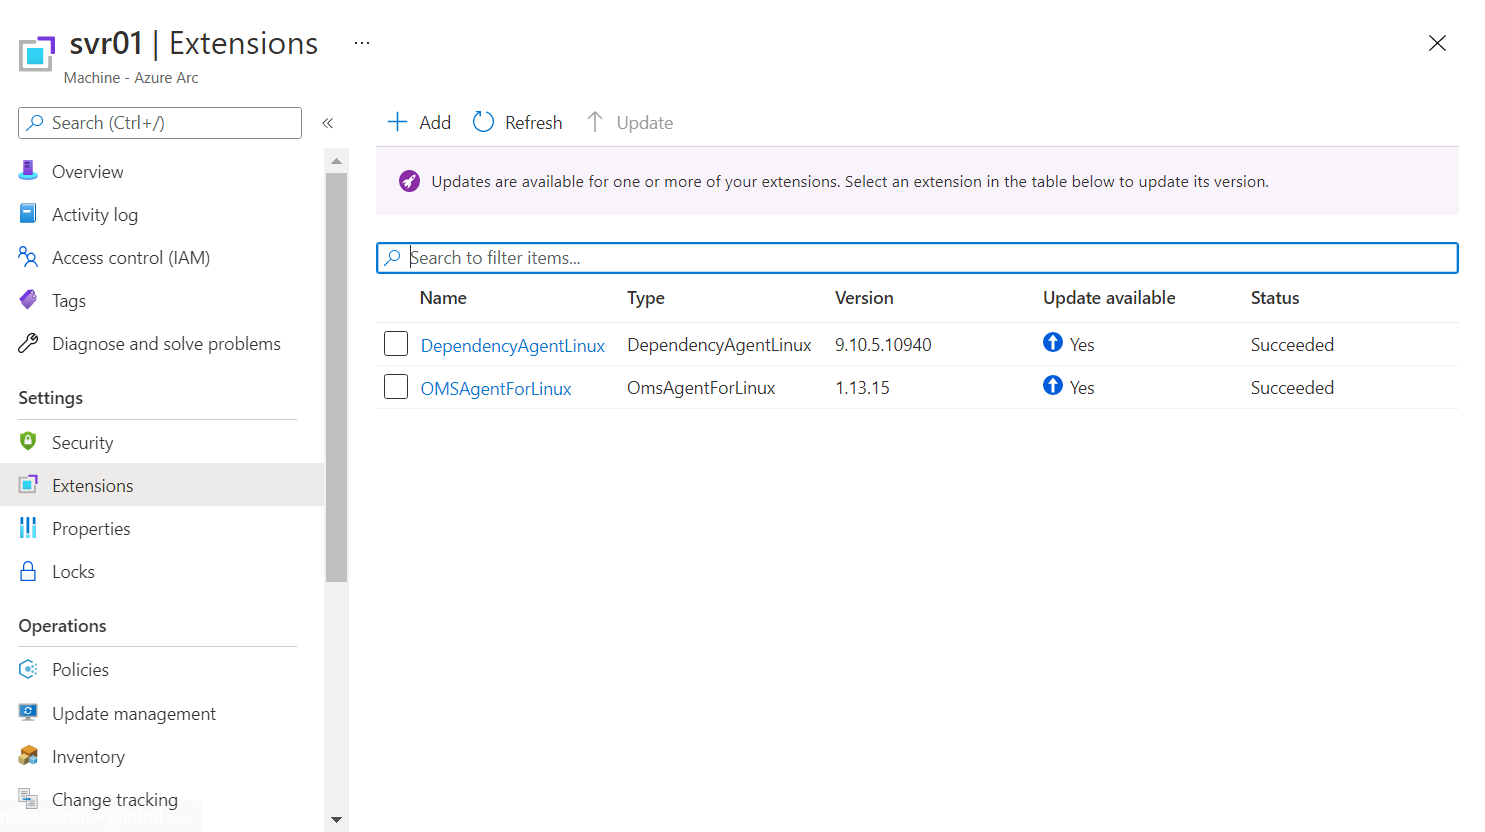 svr01 | Extensions ...
Machine - Azure Arc
Search (Ctrl+/) «
Overview
Activity log
Access control (IAM)
Tags
Diagnose and solve problems
Settings
Security
Extensions
Properties
Locks
Operations
Policies
Update management
Inventory
Change tracking
Add Refresh Update
Updates are available for one or more of your extensions. Select an extension in the table below to update its version.
Search to filter items...
Name Type Version Update available Status
DependencyAgentLinux DependencyAgentLinux 9.10.5.10940 Yes Succeeded
OMSAgentForLinux OmsAgentForLinux 1.13.15 Yes Succeeded